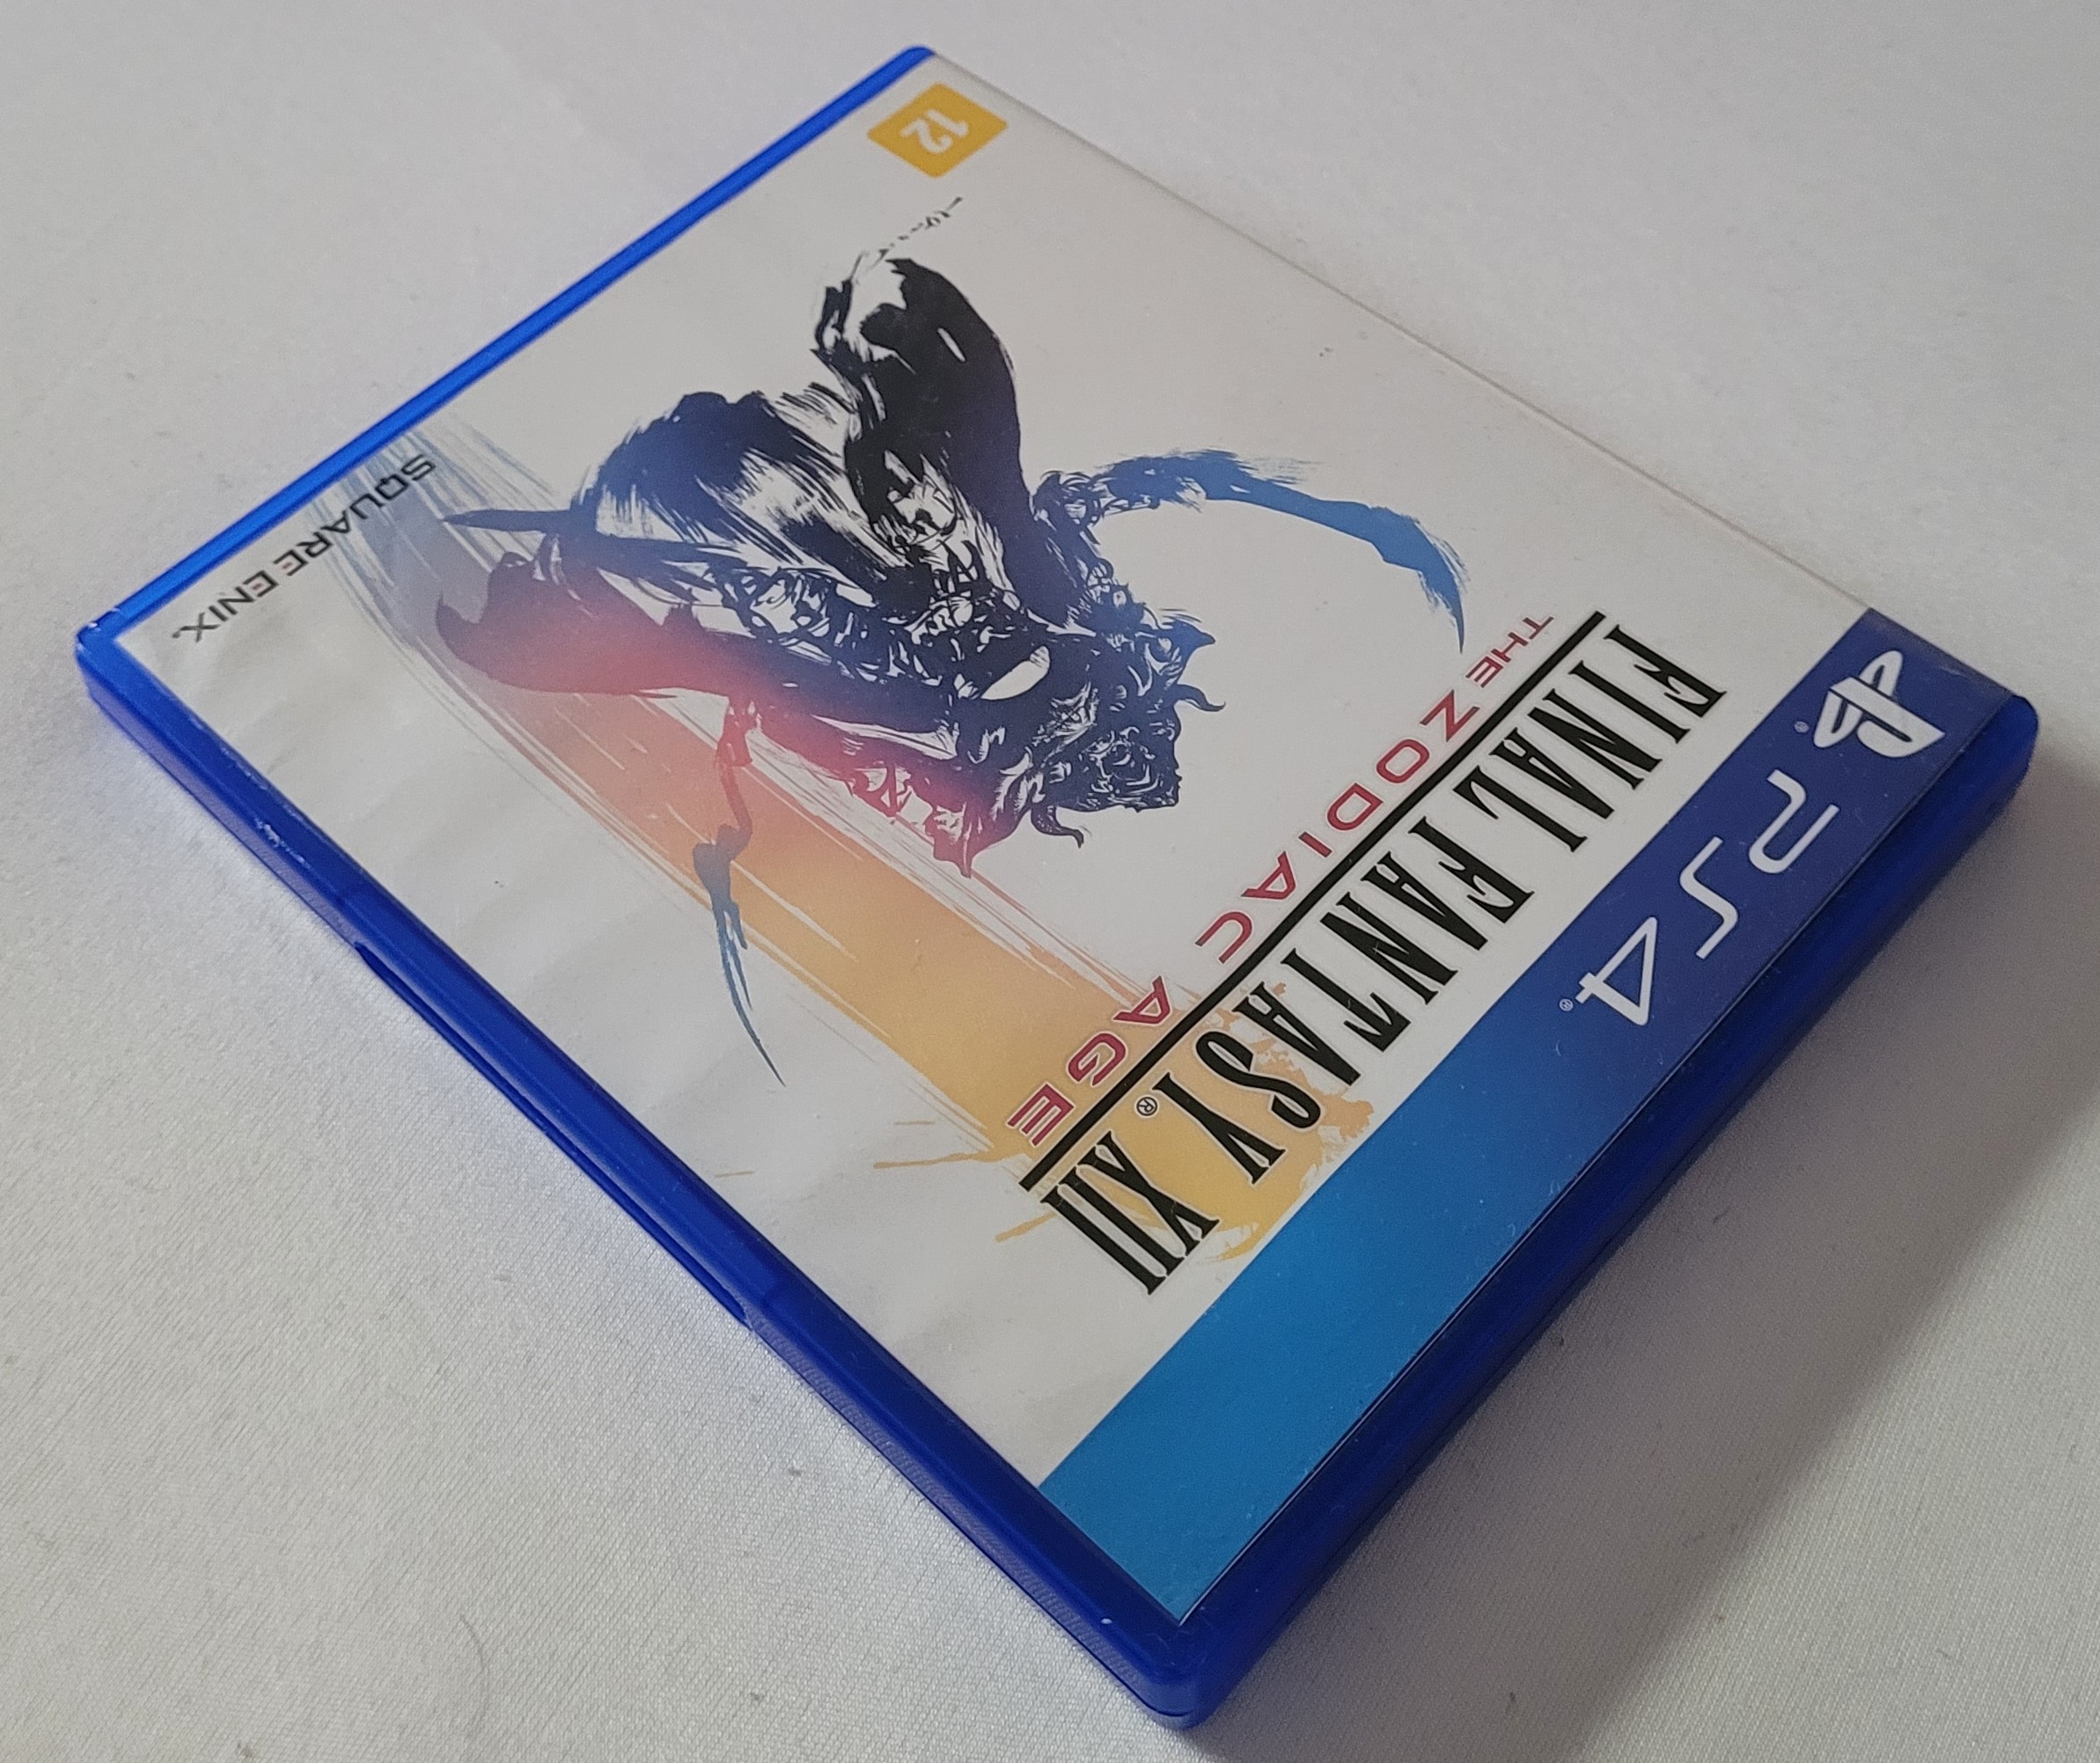 PS4®
FINAL FANTASY® XII
THE ZODIAC AGE
12
SQUARE ENIX.